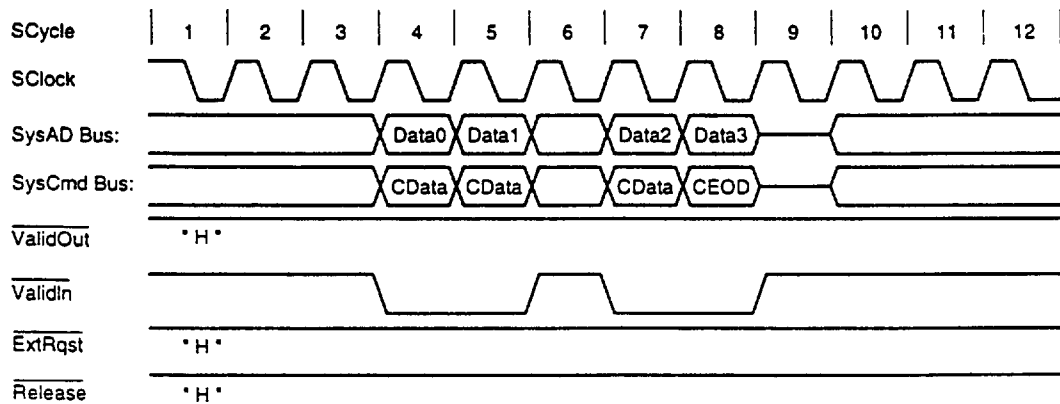 SCycle 1 2 3 4 5 6 7 8 9 10 11 12
SClock
SysAD Bus: Data0 Data1 Data2 Data3
SysCmd Bus: CData CData CData CEOD
ValidOut "H"
ValidIn
ExtRqst "H"
Release "H"